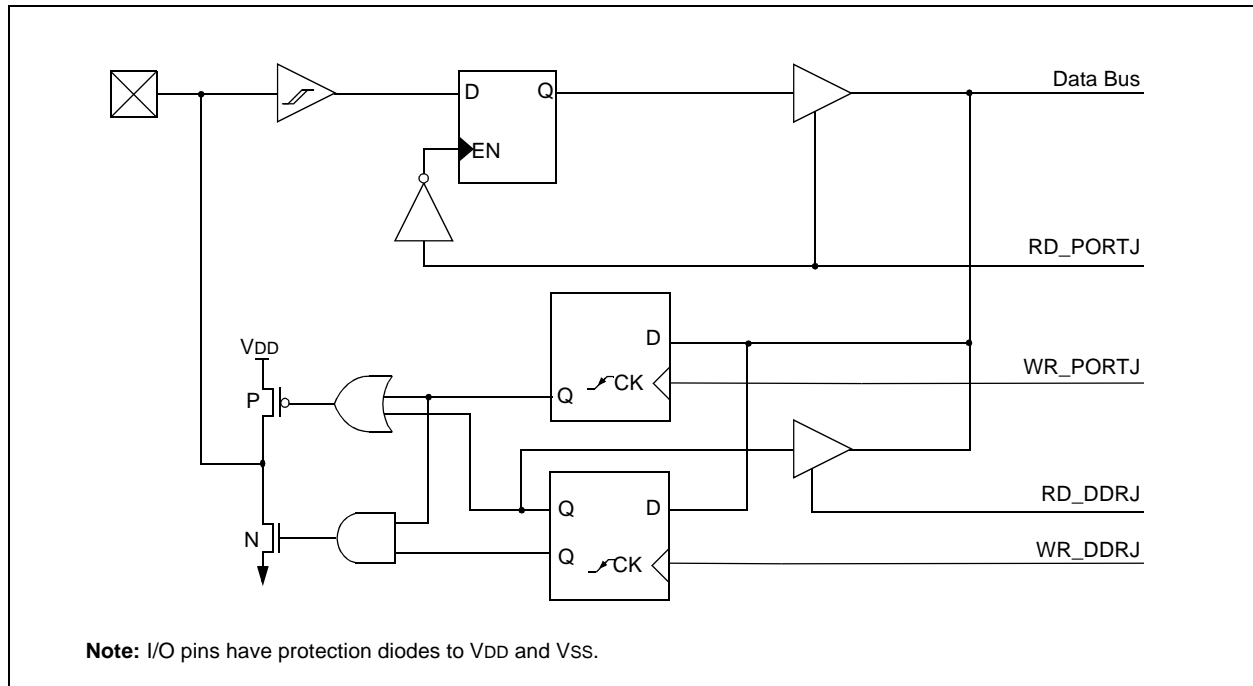 Data Bus
D
Q
EN
RD_PORTJ
D
VDD
WR_PORTJ
CK
Q
P
RD_DDRJ
Q
D
N
Q
CK
WR_DDRJ
Note: I/O pins have protection diodes to VDD and VSS.